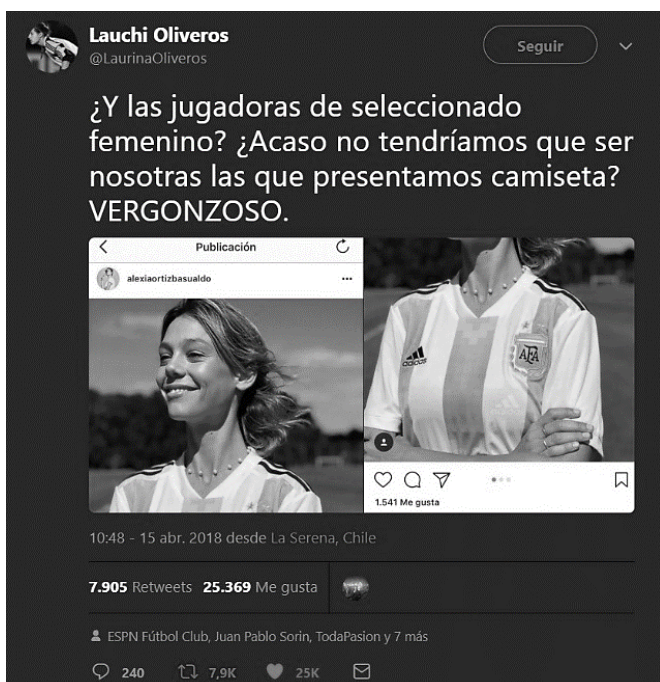 Lauchi Oliveros
@LaurinaOliveros
Seguir
¿Y las jugadoras de seleccionado
femenino? ¿Acaso no tendríamos que ser
nosotras las que presentamos camiseta?
VERGONZOSO.
Publicación
alexiaortizbasualdo
adidas
AFA
1.541 Me gusta
10:48 - 15 abr. 2018 desde La Serena, Chile
7.905 Retweets 25.369 Me gusta
ESPN Fútbol Club, Juan Pablo Sorin, TodaPasion y 7 más
240 7,9K 25K